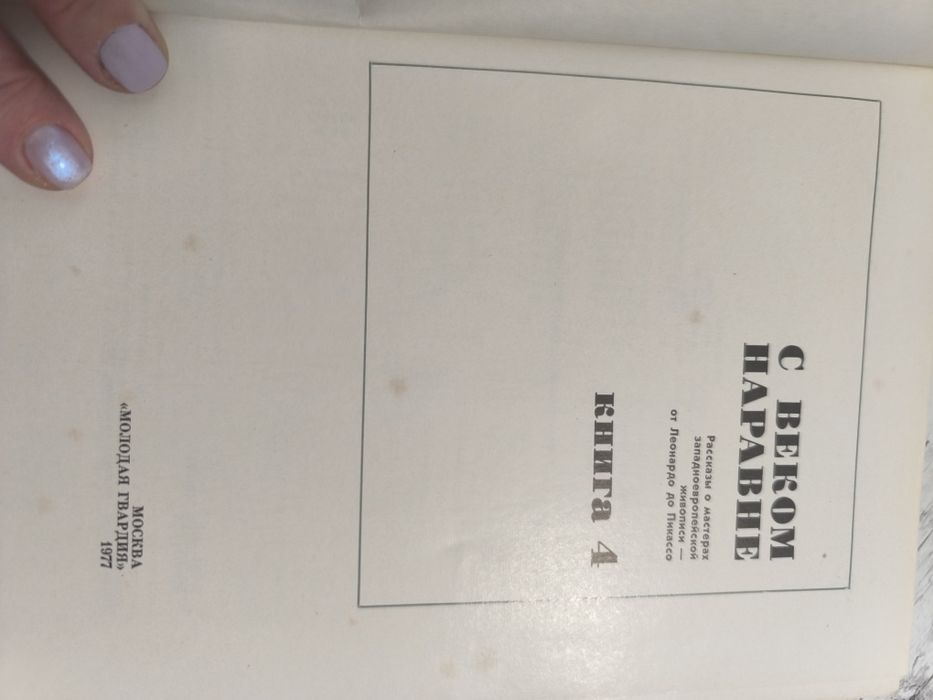 С ВЕКОМ
НАРАВНЕ
Рассказы о мастерах
западноевропейской
живописи —
от Леонардо до Пикассо
книга 4
МОСКВА
«МОЛОДАЯ ГВАРДИЯ»
1977